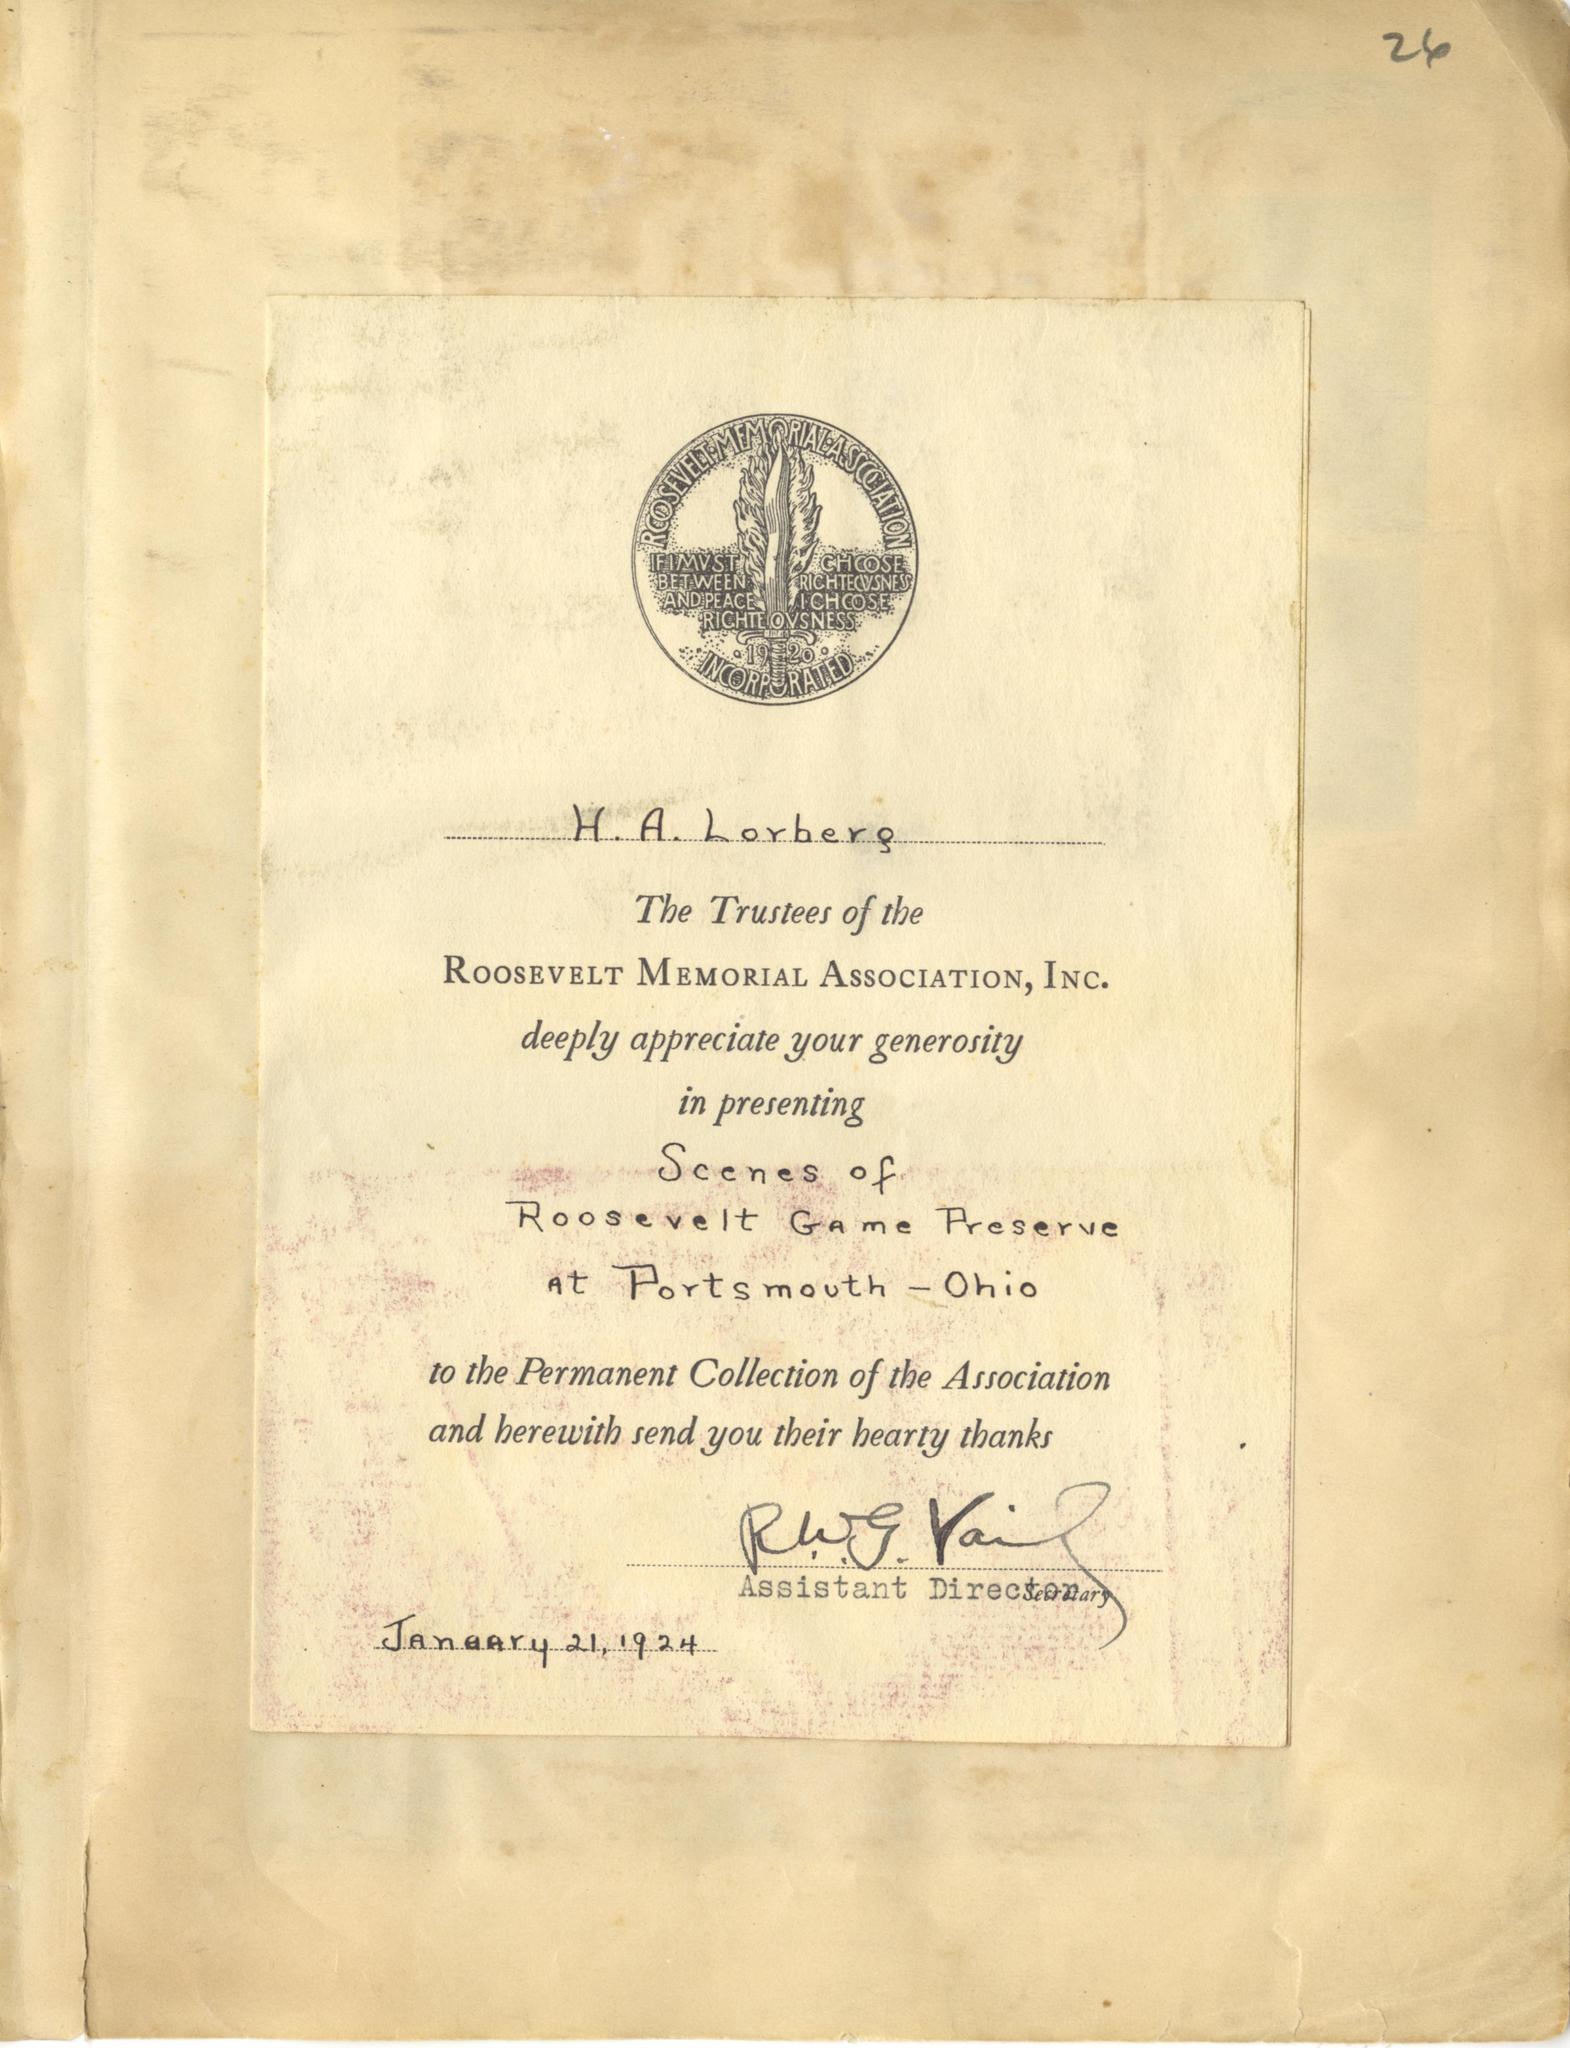 26
ROOSEVELT·MEMORIAL·ASSOCIATION
IF I MVST CHOOSE
BETWEEN RIGHTEOVSNESS
AND PEACE I CHOOSE
RIGHTEOVSNESS
·1920·
INCORPORATED
H. A. Lorberg
The Trustees of the
ROOSEVELT MEMORIAL ASSOCIATION, INC.
deeply appreciate your generosity
in presenting
Scenes of
Roosevelt Game Preserve
at Portsmouth – Ohio
to the Permanent Collection of the Association
and herewith send you their hearty thanks
R.W.G. Vail
Assistant Director Secretary
January 21, 1924